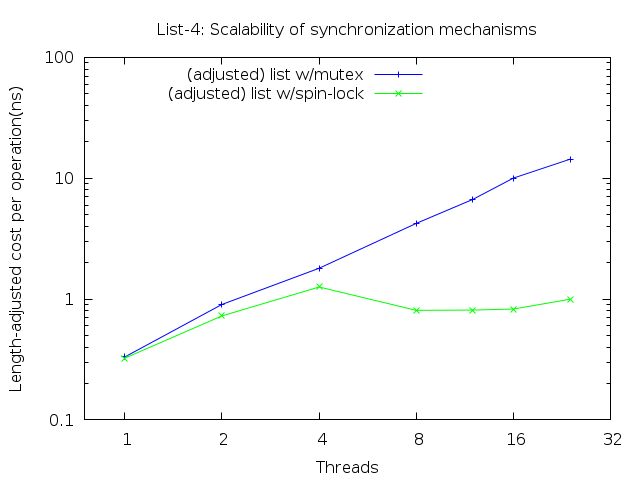 List-4: Scalability of synchronization mechanisms
(adjusted) list w/mutex
(adjusted) list w/spin-lock
Length-adjusted cost per operation(ns)
100
10
1
0.1
1 2 4 8 16 32
Threads